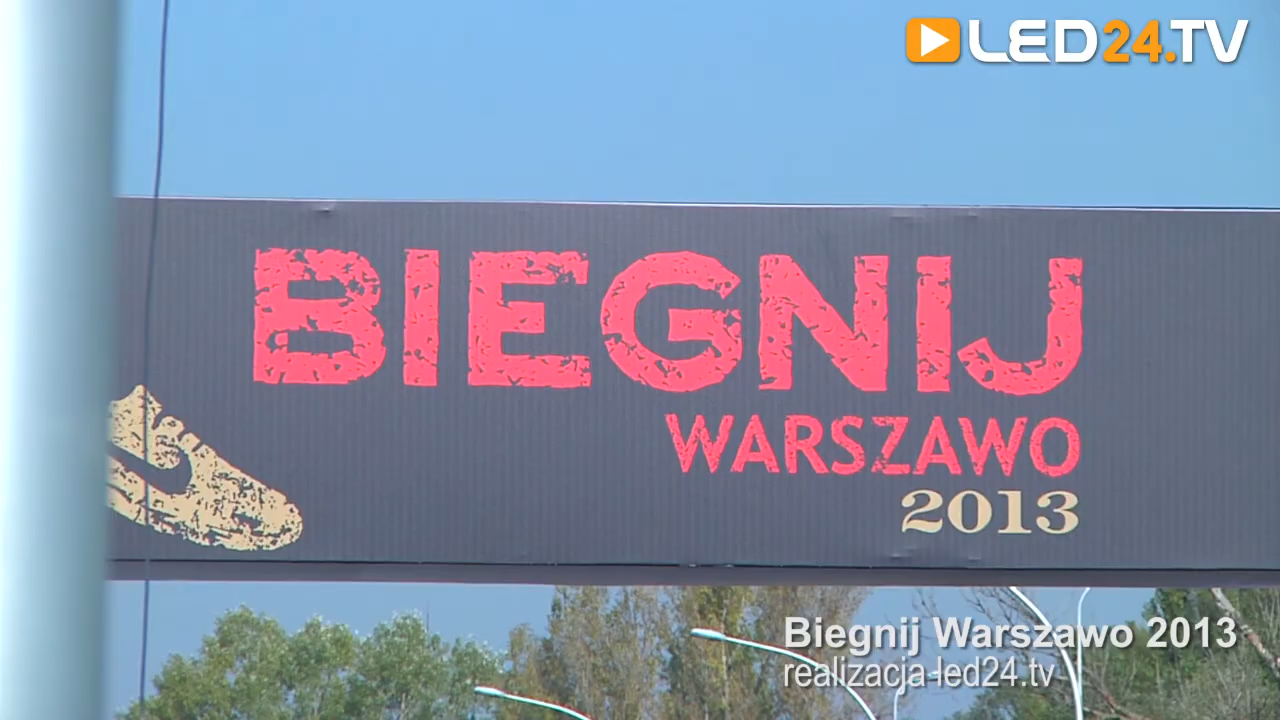 LED24.TV
BIEGNIJ
WARSZAWO
2013
Biegnij Warszawo 2013
realizacja led24.tv